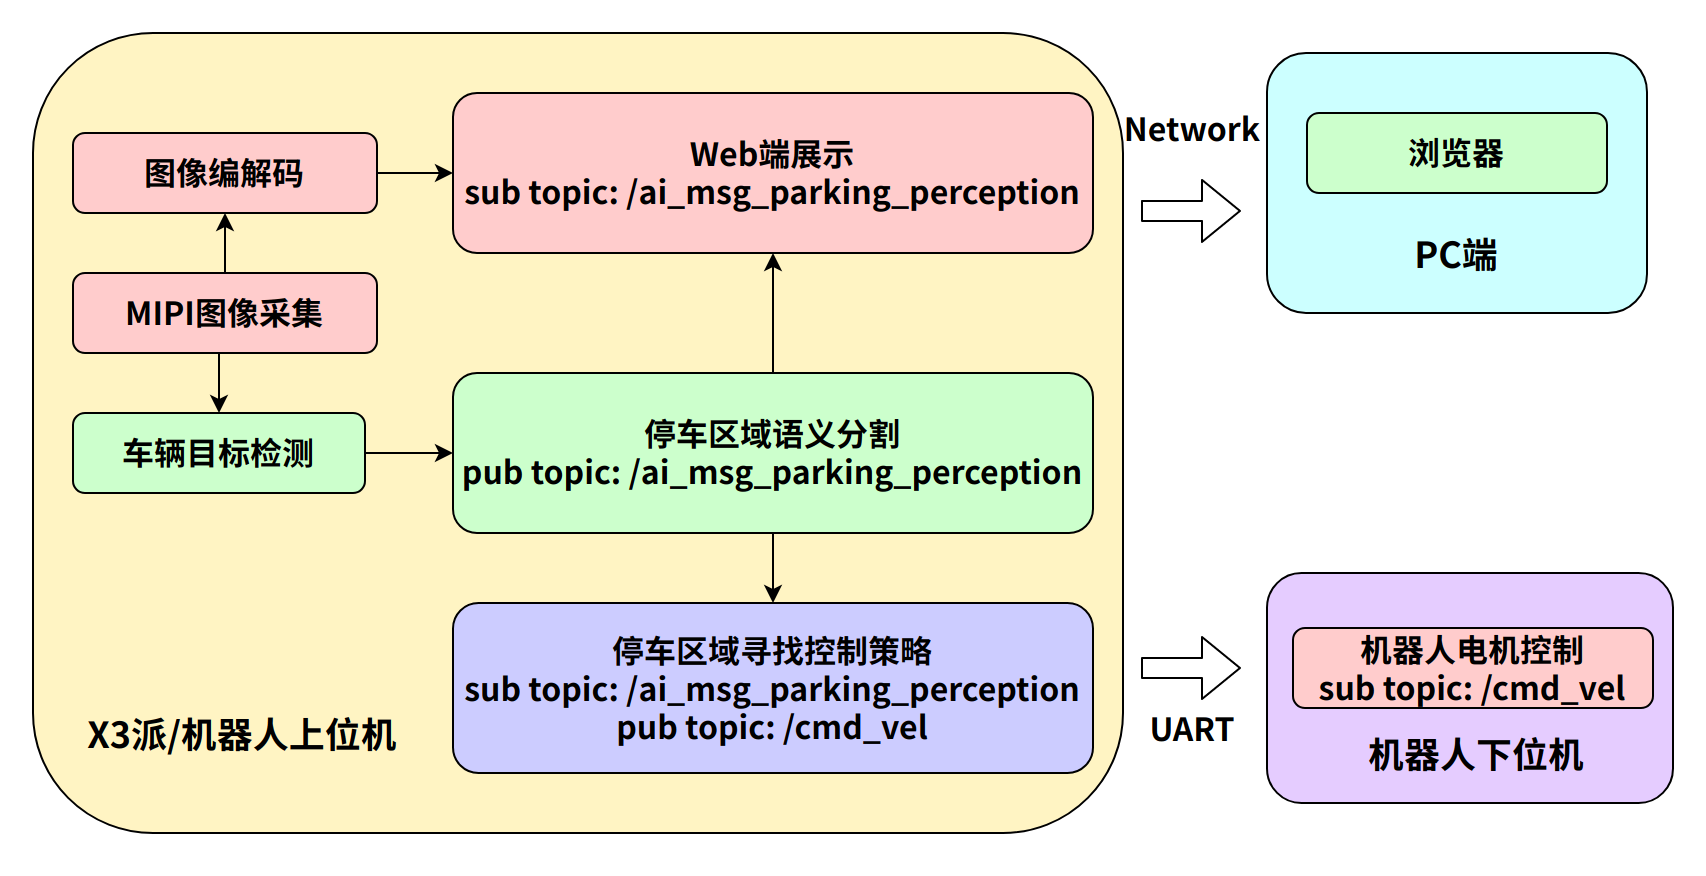 图像编解码
Web端展示
sub topic: /ai_msg_parking_perception
Network
浏览器
PC端
MIPI图像采集
车辆目标检测
停车区域语义分割
pub topic: /ai_msg_parking_perception
停车区域寻找控制策略
sub topic: /ai_msg_parking_perception
pub topic: /cmd_vel
X3派/机器人上位机
UART
机器人电机控制
sub topic: /cmd_vel
机器人下位机